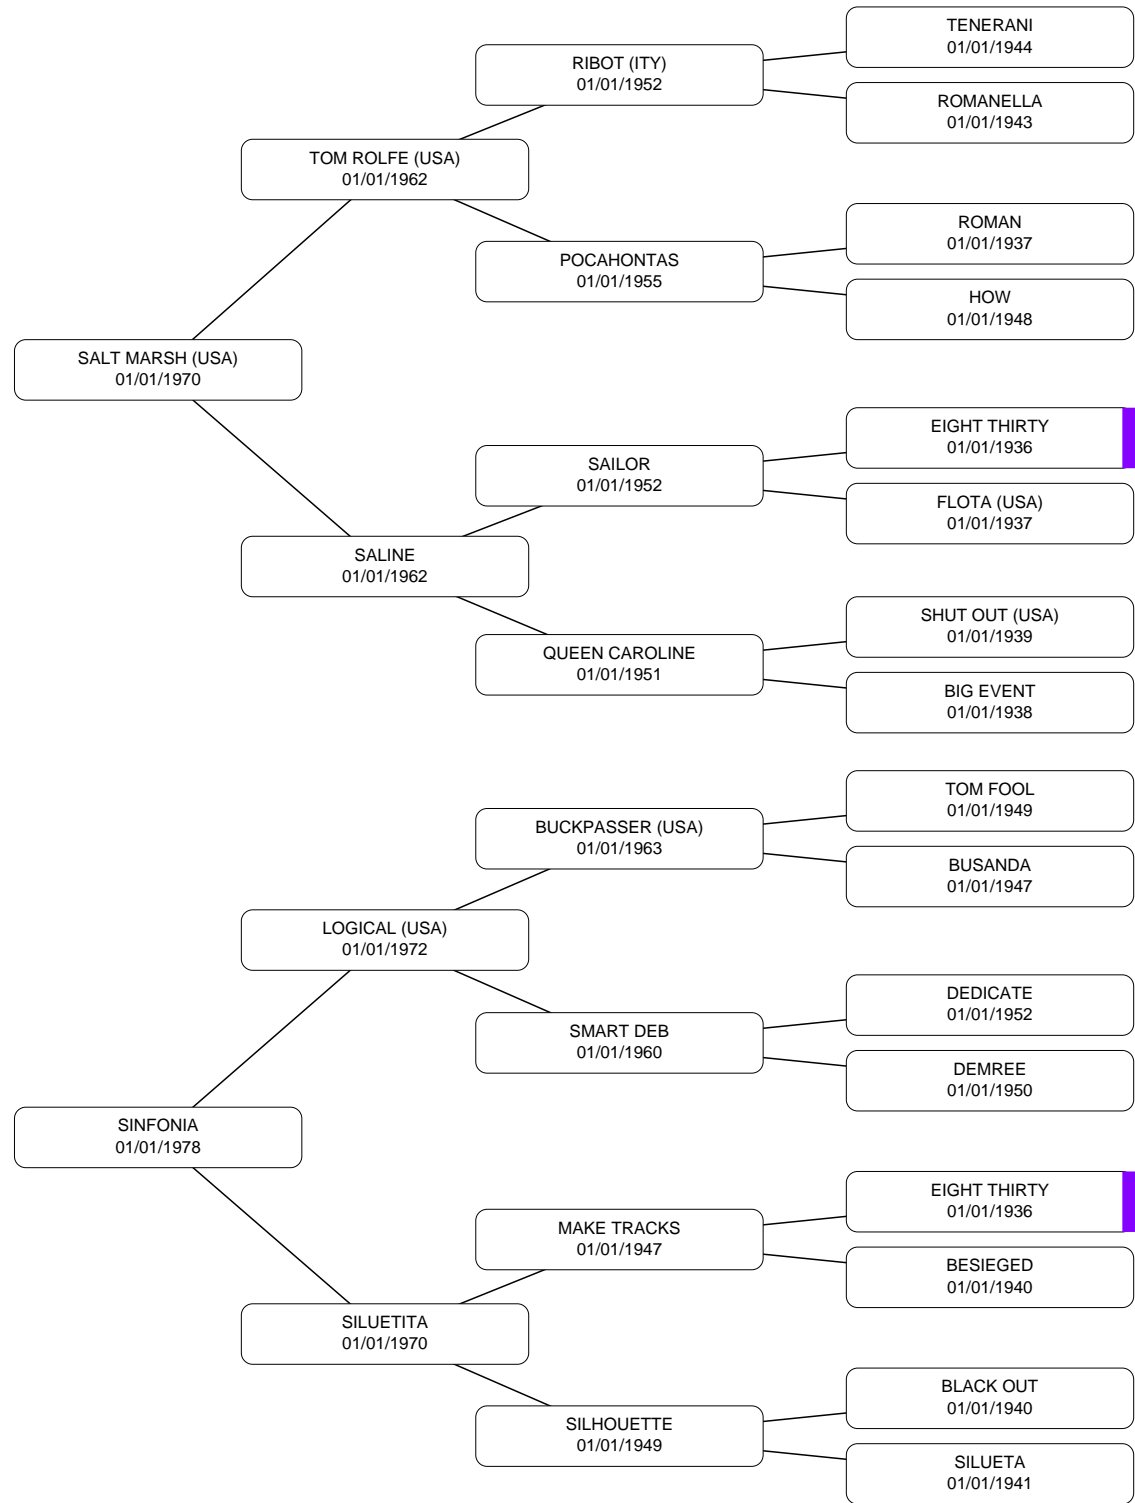 TENERANI
01/01/1944
RIBOT (ITY)
01/01/1952
ROMANELLA
01/01/1943
TOM ROLFE (USA)
01/01/1962
ROMAN
01/01/1937
POCAHONTAS
01/01/1955
HOW
01/01/1948
SALT MARSH (USA)
01/01/1970
EIGHT THIRTY
01/01/1936
SAILOR
01/01/1952
FLOTA (USA)
01/01/1937
SALINE
01/01/1962
SHUT OUT (USA)
01/01/1939
QUEEN CAROLINE
01/01/1951
BIG EVENT
01/01/1938
TOM FOOL
01/01/1949
BUCKPASSER (USA)
01/01/1963
BUSANDA
01/01/1947
LOGICAL (USA)
01/01/1972
DEDICATE
01/01/1952
SMART DEB
01/01/1960
DEMREE
01/01/1950
SINFONIA
01/01/1978
EIGHT THIRTY
01/01/1936
MAKE TRACKS
01/01/1947
BESIEGED
01/01/1940
SILUETITA
01/01/1970
BLACK OUT
01/01/1940
SILHOUETTE
01/01/1949
SILUETA
01/01/1941